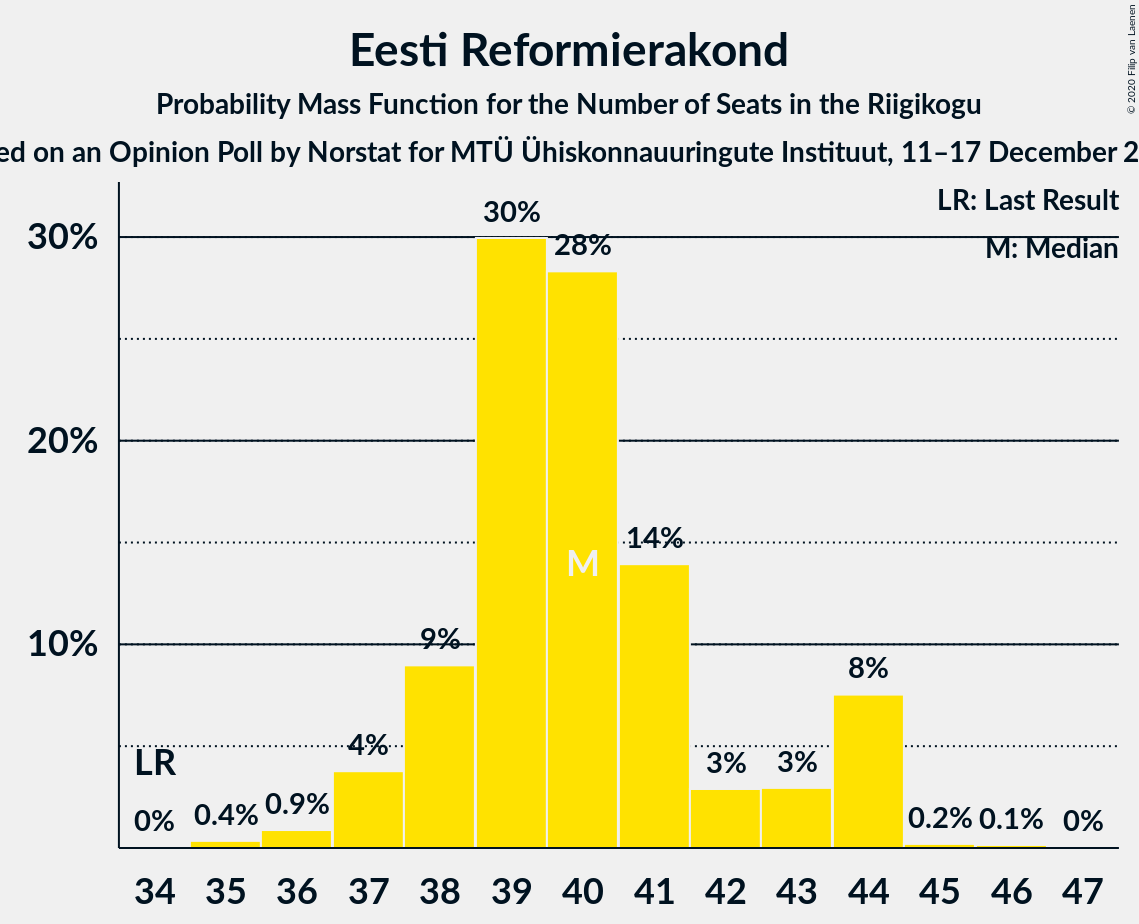 Eesti Reformierakond
Probability Mass Function for the Number of Seats in the Riigikogu
ed on an Opinion Poll by Norstat for MTÜ Ühiskonnauuringute Instituut, 11–17 December 2
© 2020 Filip van Laenen
LR: Last Result
M: Median
30%
20%
10%
LR
0%
0.4%
0.9%
4%
9%
30%
28%
M
14%
3%
3%
8%
0.2%
0.1%
0%
34 35 36 37 38 39 40 41 42 43 44 45 46 47